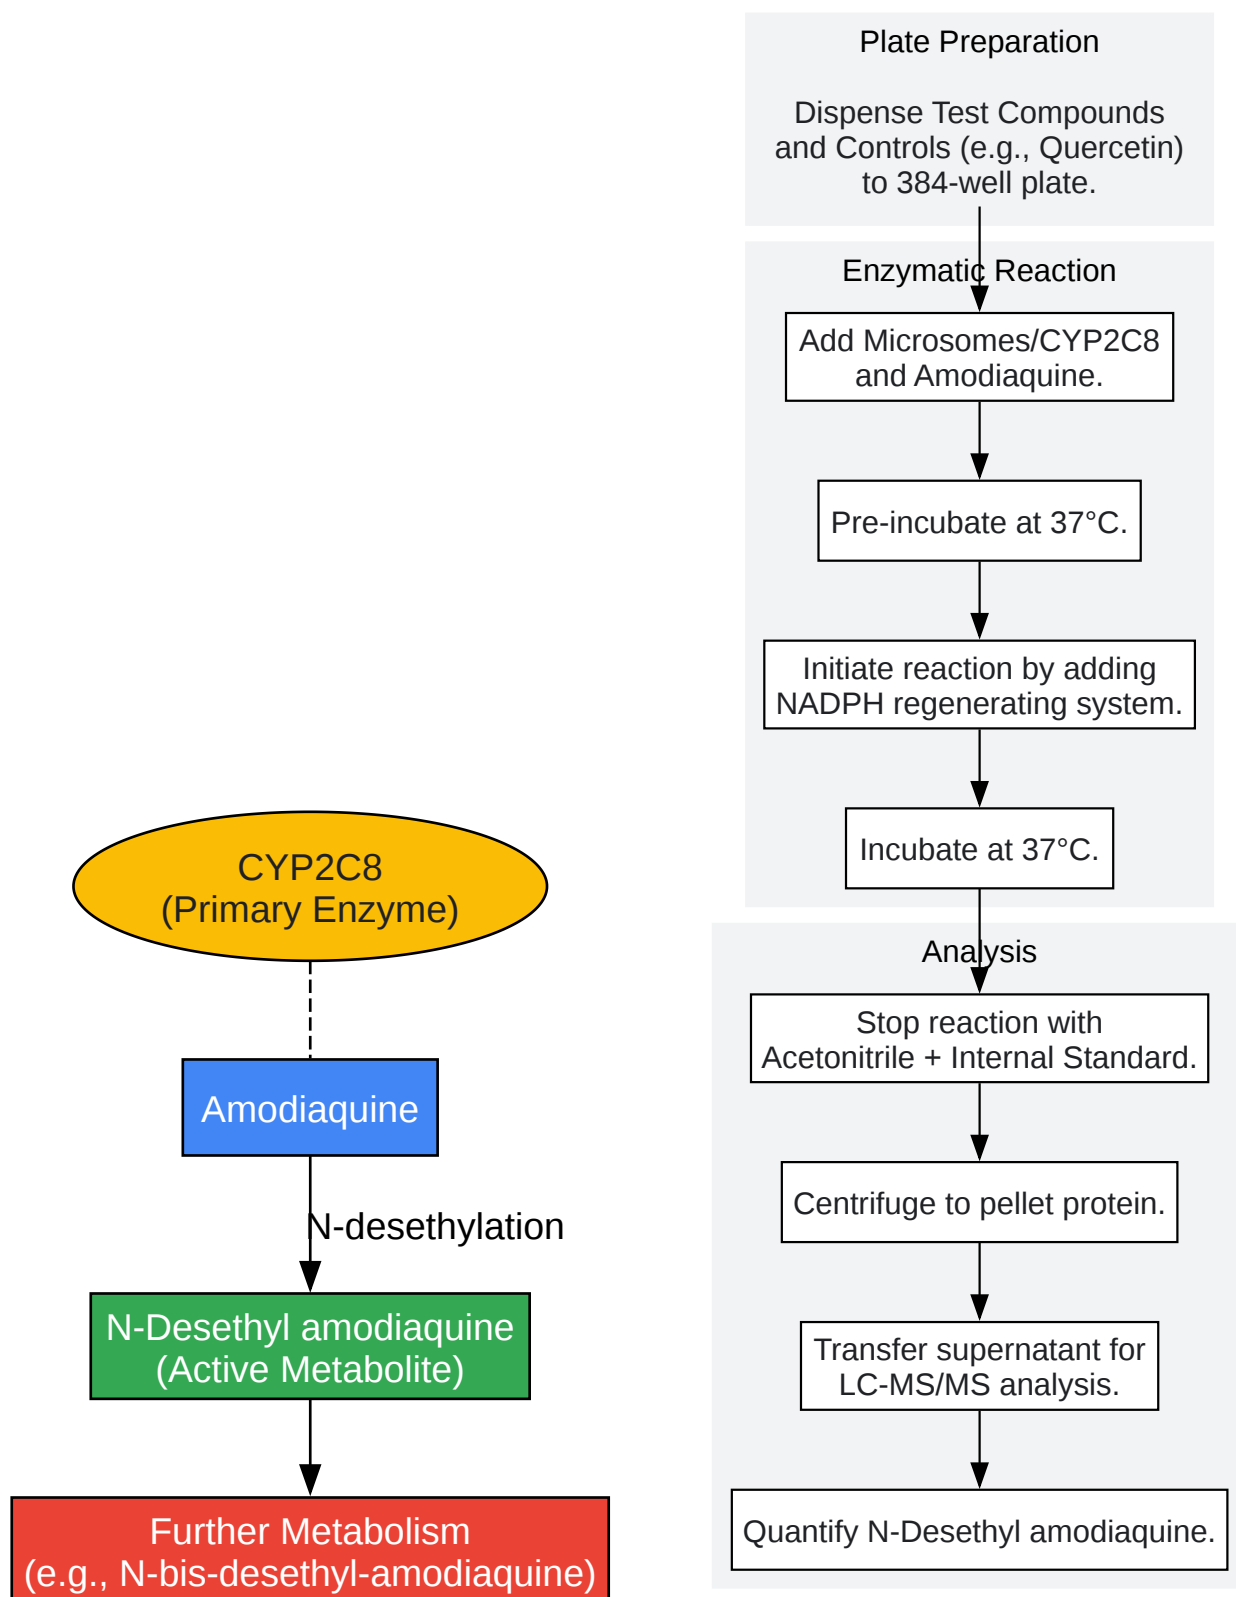 Plate Preparation
Dispense Test Compounds
and Controls (e.g., Quercetin)
to 384-well plate.
Enzymatic Reaction
Add Microsomes/CYP2C8
and Amodiaquine.
Pre-incubate at 37°C.
Initiate reaction by adding
NADPH regenerating system.
Incubate at 37°C.
Analysis
Stop reaction with
Acetonitrile + Internal Standard.
Centrifuge to pellet protein.
Transfer supernatant for
LC-MS/MS analysis.
Quantify N-Desethyl amodiaquine.
CYP2C8
(Primary Enzyme)
Amodiaquine
N-desethylation
N-Desethyl amodiaquine
(Active Metabolite)
Further Metabolism
(e.g., N-bis-desethyl-amodiaquine)